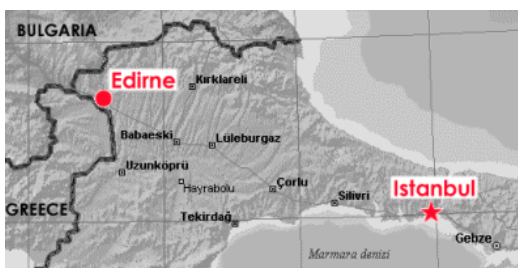 BULGARIA
Edirne
Kırklareli
Babaeski
Lüleburgaz
Uzunköprü
Hayrabolu
Çorlu
Silivri
Istanbul
GREECE
Tekirdağ
Gebze
Marmara denizi